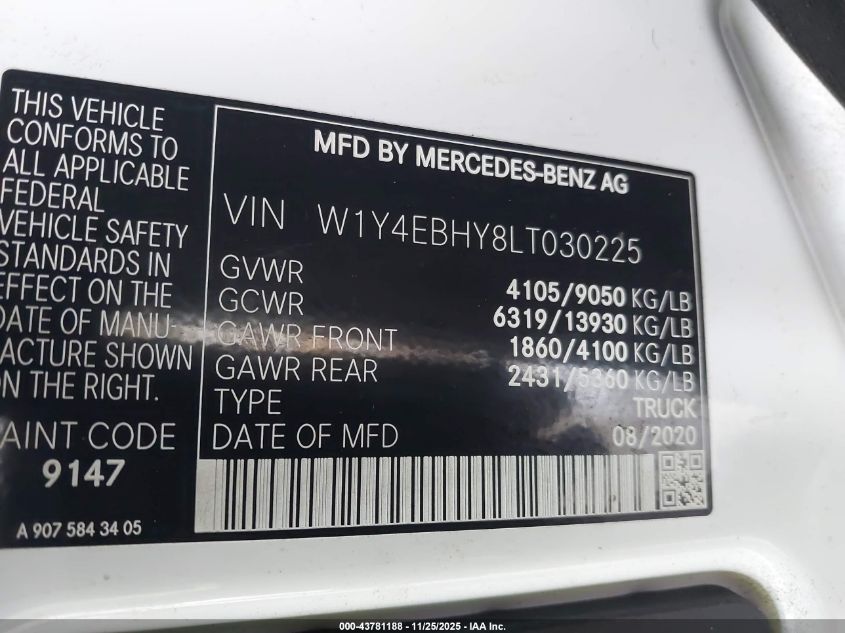 THIS VEHICLE
CONFORMS TO
ALL APPLICABLE
FEDERAL
VEHICLE SAFETY
STANDARDS IN
EFFECT ON THE
DATE OF MANU-
FACTURE SHOWN
ON THE RIGHT.
PAINT CODE
9147
A 907 584 34 05
MFD BY MERCEDES-BENZ AG
VIN W1Y4EBHY8LT030225
GVWR 4105/9050 KG/LB
GCWR 6319/13930 KG/LB
GAWR FRONT 1860/4100 KG/LB
GAWR REAR 2431/5360 KG/LB
TYPE TRUCK
DATE OF MFD 08/2020
000-43781188 - 11/25/2025 - IAA Inc.